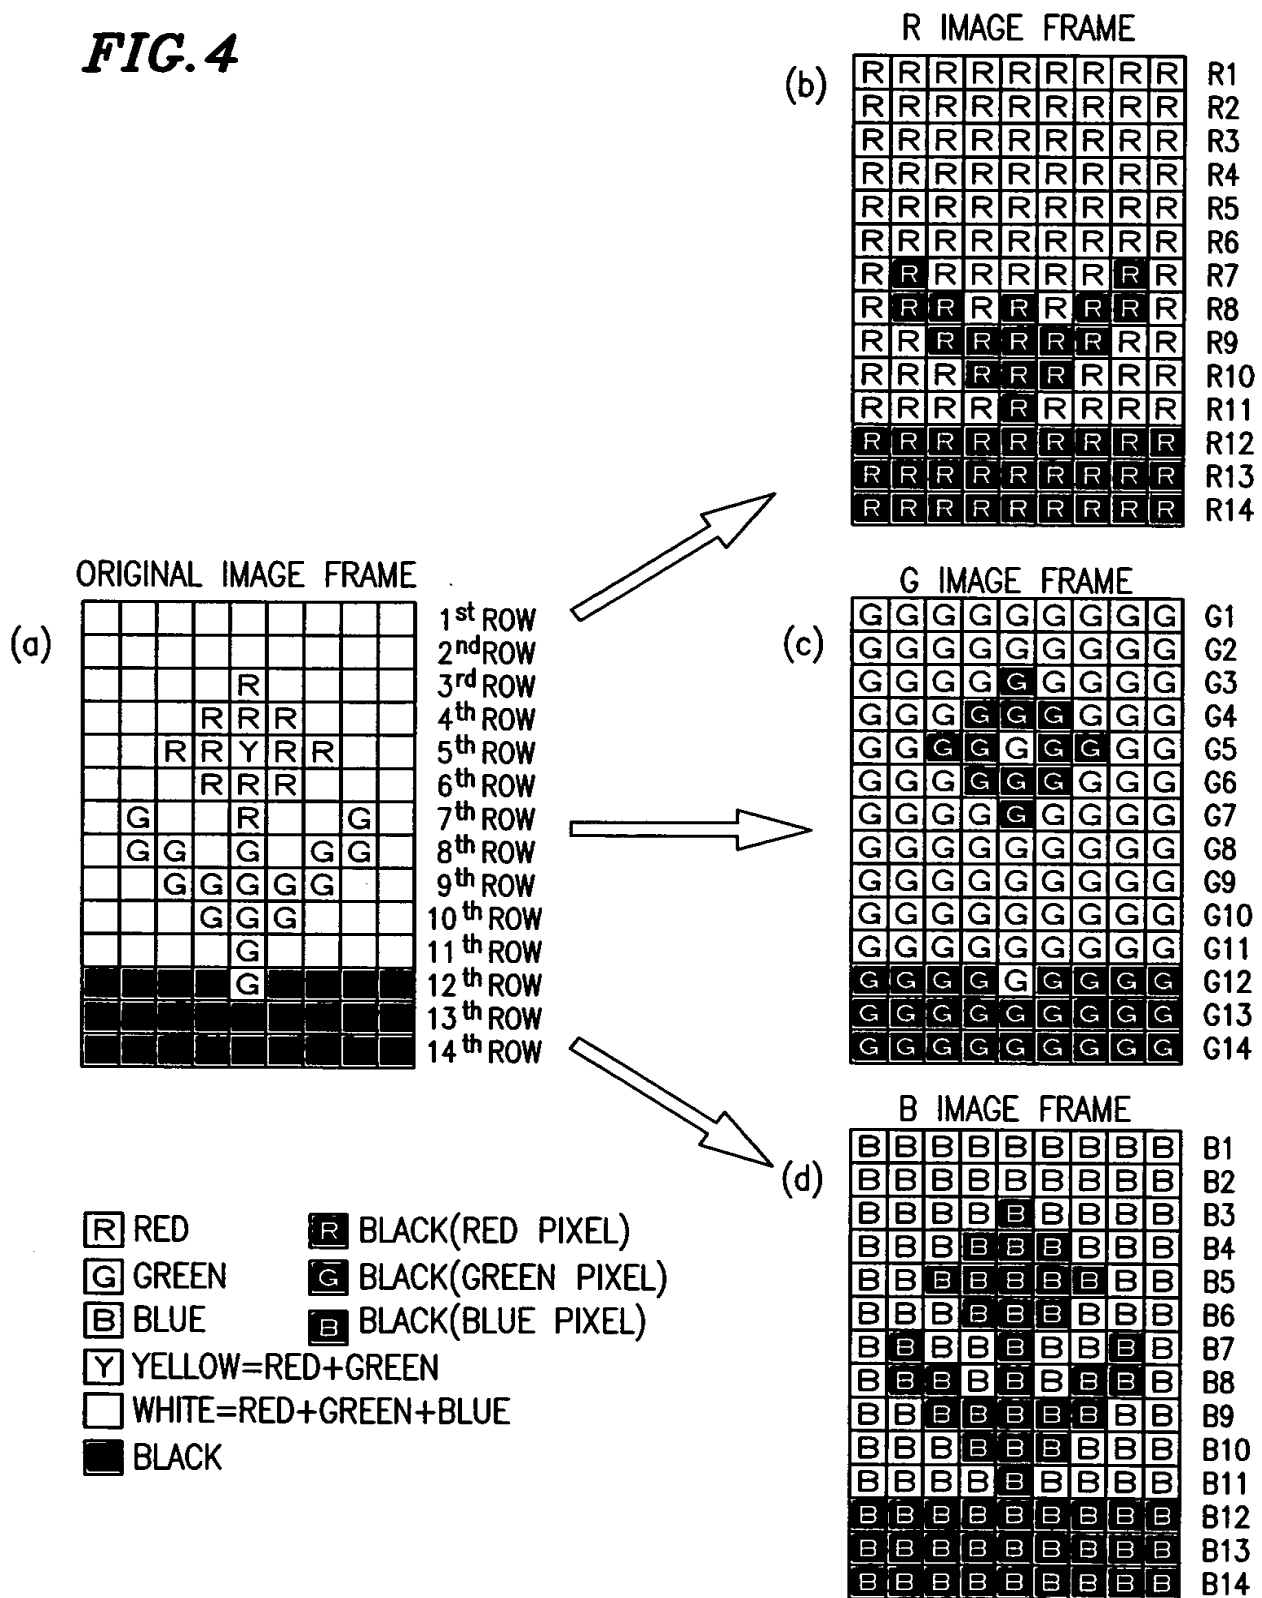 FIG. 4
R IMAGE FRAME
(b)
R R R R R R R R R R1
R R R R R R R R R R2
R R R R R R R R R R3
R R R R R R R R R R4
R R R R R R R R R R5
R R R R R R R R R R6
R R R R R R R R R R7
R R R R R R R R R R8
R R R R R R R R R R9
R R R R R R R R R R10
R R R R R R R R R R11
R R R R R R R R R R12
R R R R R R R R R R13
R R R R R R R R R R14
ORIGINAL IMAGE FRAME
(a)
1st ROW
2nd ROW
R 3rd ROW
R R R 4th ROW
R R Y R R 5th ROW
R R R 6th ROW
G R G 7th ROW
G G G G G 8th ROW
G G G G G 9th ROW
G G G 10th ROW
G 11th ROW
G 12th ROW
13th ROW
14th ROW
G IMAGE FRAME
(c)
G G G G G G G G G G1
G G G G G G G G G G2
G G G G G G G G G G3
G G G G G G G G G G4
G G G G G G G G G G5
G G G G G G G G G G6
G G G G G G G G G G7
G G G G G G G G G G8
G G G G G G G G G G9
G G G G G G G G G G10
G G G G G G G G G G11
G G G G G G G G G G12
G G G G G G G G G G13
G G G G G G G G G G14
B IMAGE FRAME
(d)
B B B B B B B B B B1
B B B B B B B B B B2
B B B B B B B B B B3
B B B B B B B B B B4
B B B B B B B B B B5
B B B B B B B B B B6
B B B B B B B B B B7
B B B B B B B B B B8
B B B B B B B B B B9
B B B B B B B B B B10
B B B B B B B B B B11
B B B B B B B B B B12
B B B B B B B B B B13
B B B B B B B B B B14
R RED
G GREEN
B BLUE
Y YELLOW=RED+GREEN
WHITE=RED+GREEN+BLUE
BLACK
R BLACK(RED PIXEL)
G BLACK(GREEN PIXEL)
B BLACK(BLUE PIXEL)